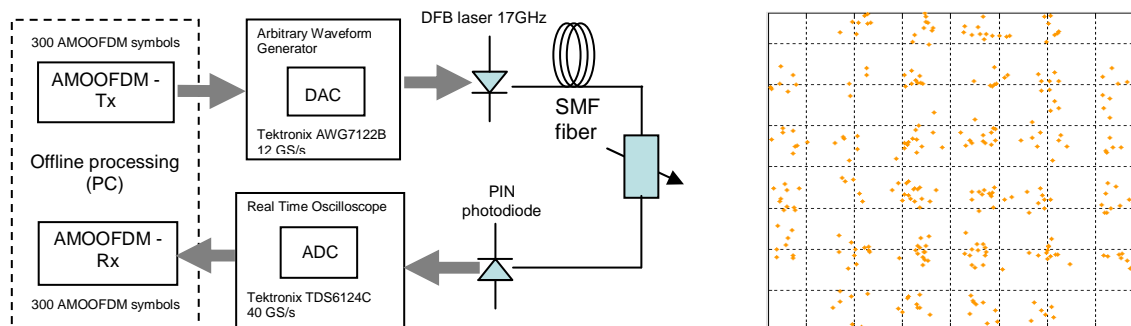 300 AMOOFDM symbols
AMOOFDM -
Tx
Offline processing
(PC)
AMOOFDM -
Rx
300 AMOOFDM symbols
Arbitrary Waveform
Generator
DAC
Tektronix AWG7122B
12 GS/s
Real Time Oscilloscope
ADC
Tektronix TDS6124C
40 GS/s
DFB laser 17GHz
SMF
fiber
PIN
photodiode